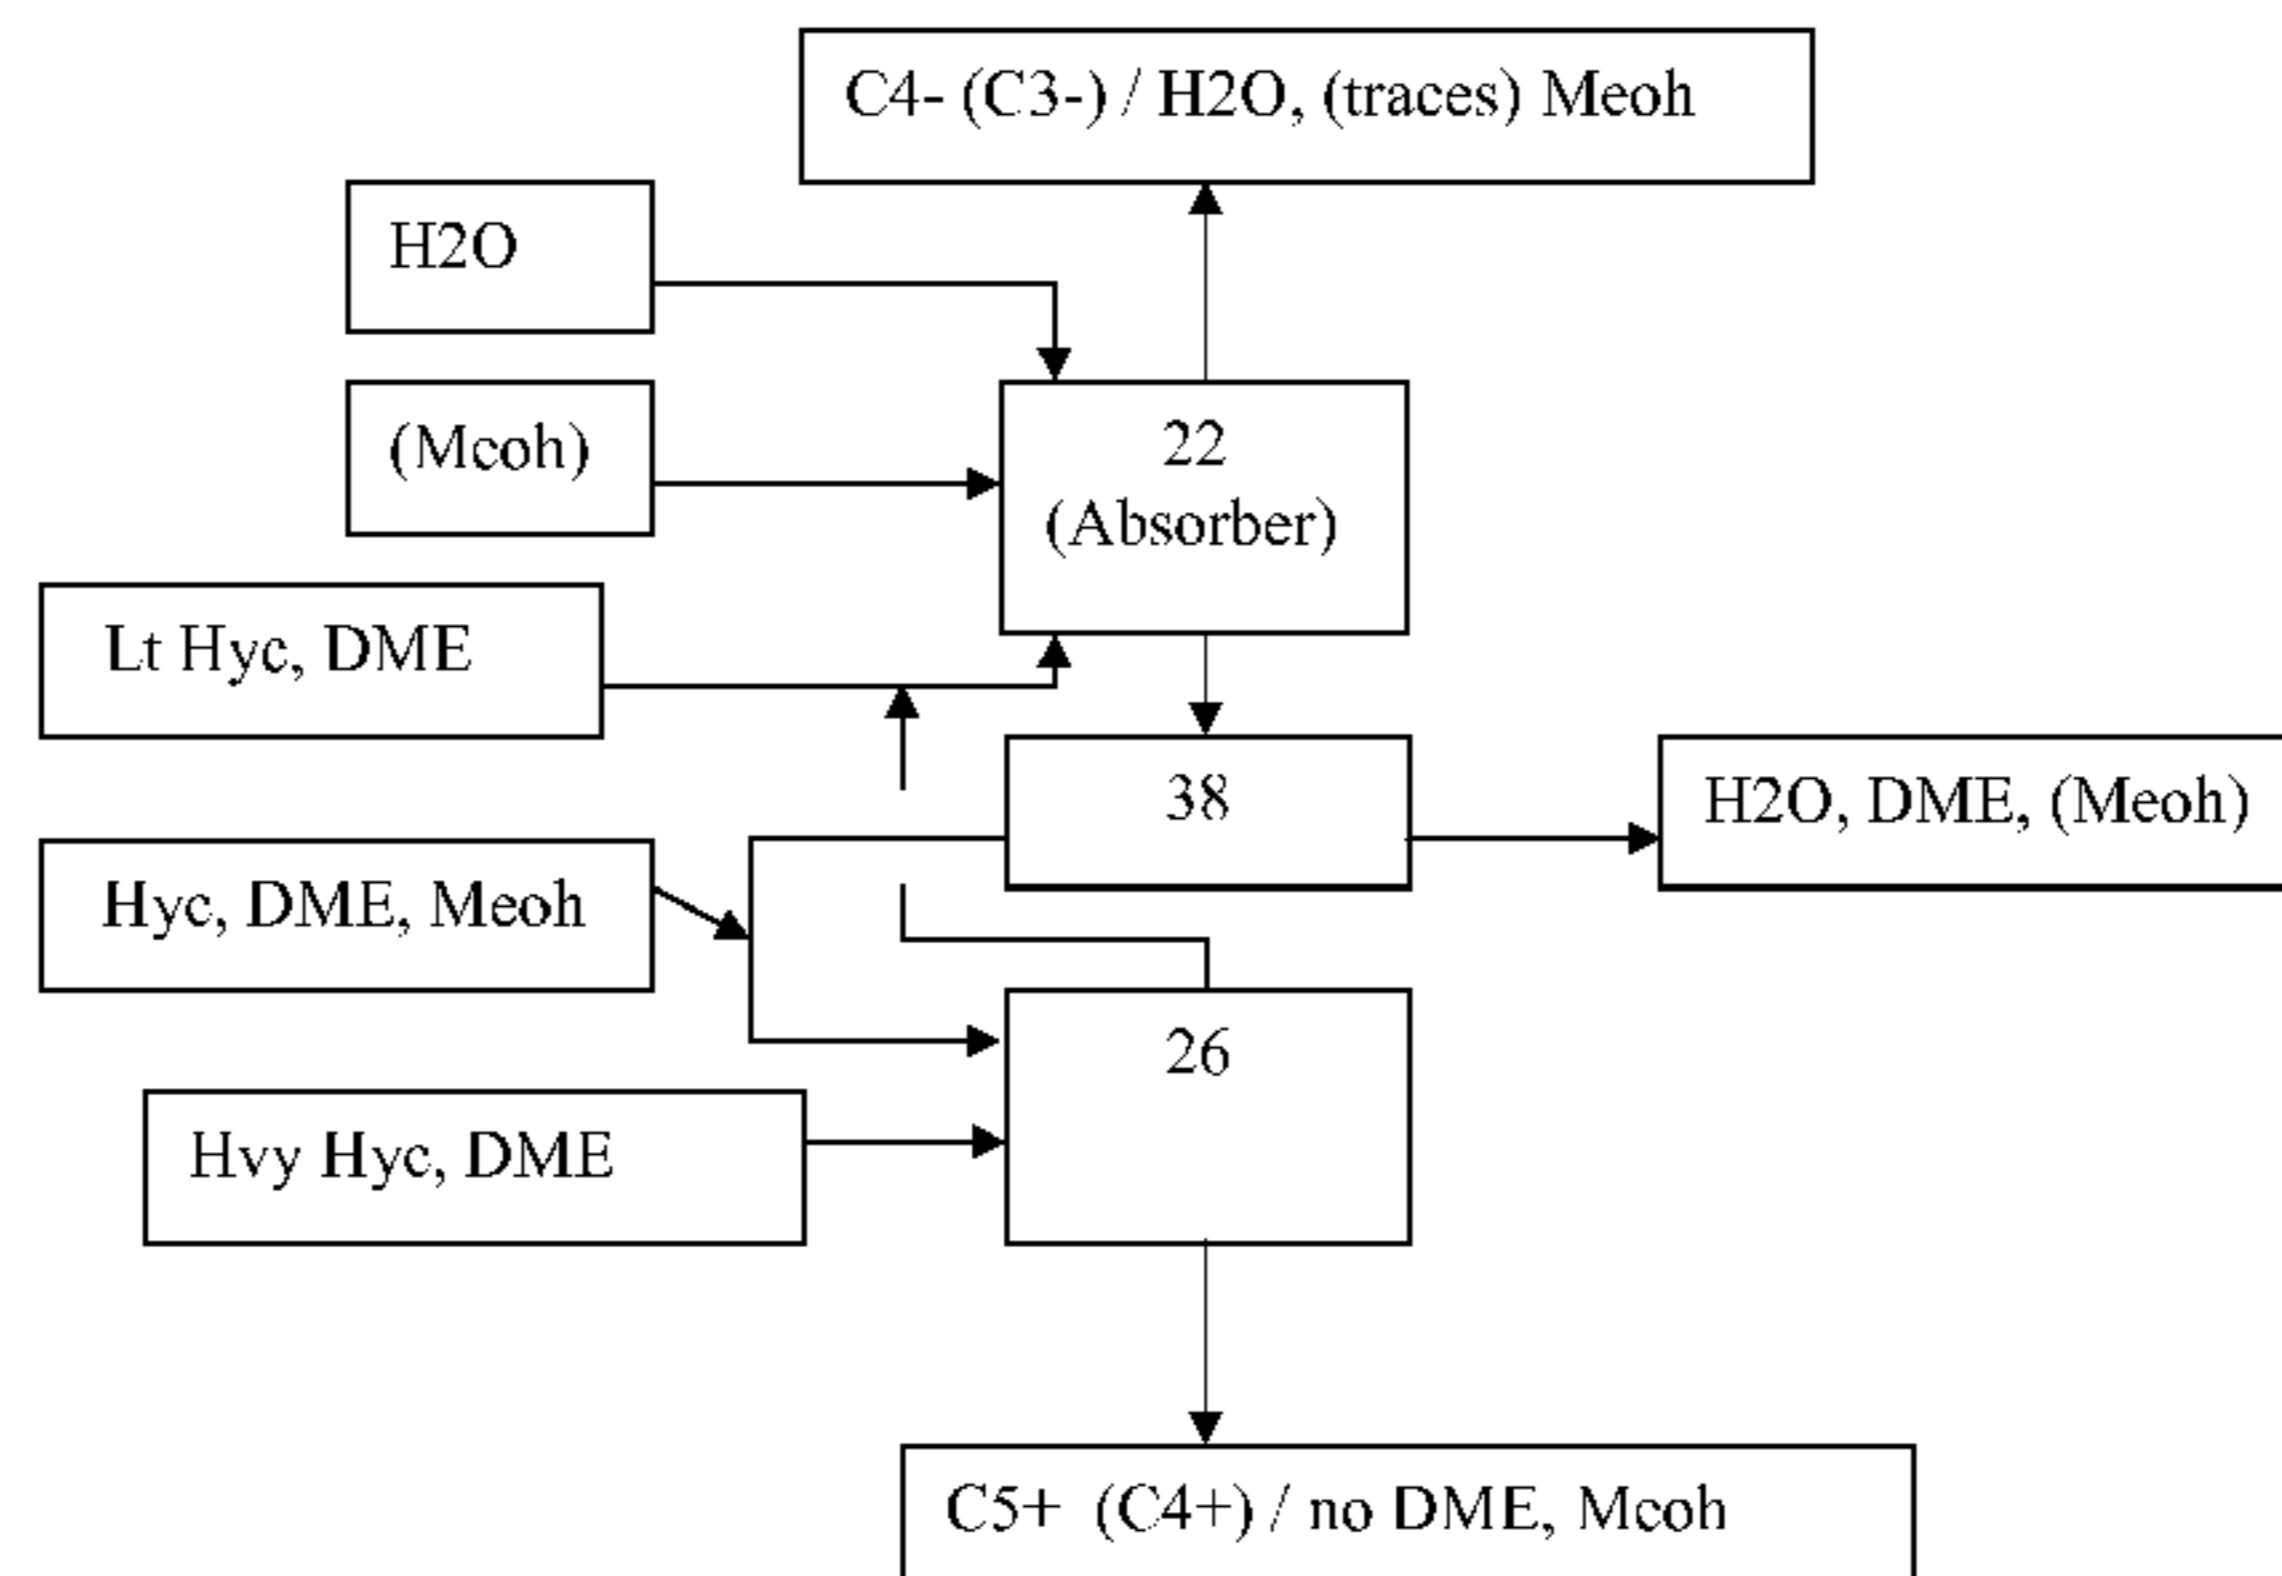 C4- (C3-) / H2O, (traces) Meoh
H2O
(Mcoh)
22
(Absorber)
Lt Hyc, DME
38
H2O, DME, (Meoh)
Hyc, DME, Meoh
26
Hvy Hyc, DME
C5+ (C4+) / no DME, Mcoh